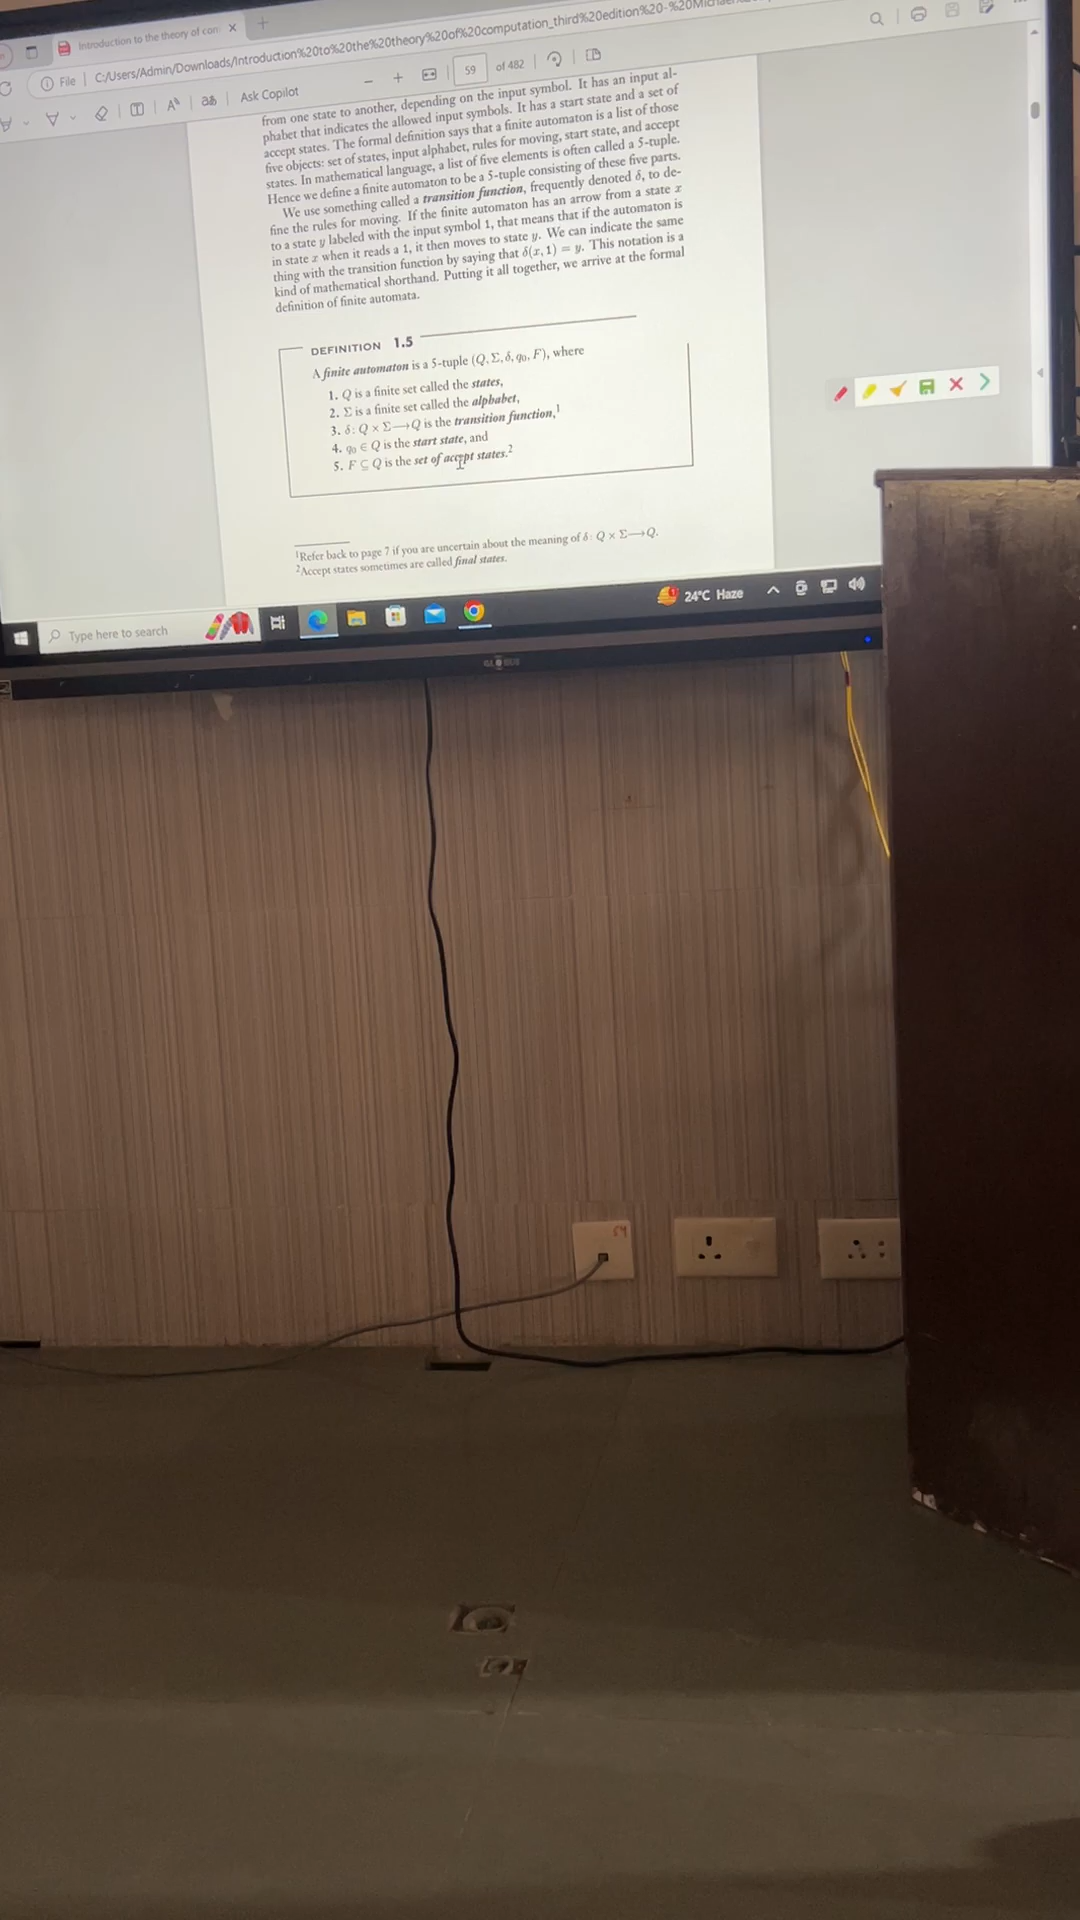 Introduction to the theory of com
File | C:/Users/Admin/Downloads/Introduction%20to%20the%20theory%20of%20computation_third%20edition%20-%20
Ask Copilot
59 of 482
from one state to another, depending on the input symbol. It has an input al-
phabet that indicates the allowed input symbols. It has a start state and a set of
accept states. The formal definition says that a finite automaton is a list of those
five objects: set of states, input alphabet, rules for moving, start state, and accept
states. In mathematical language, a list of five elements is often called a 5-tuple.
Hence we define a finite automaton to be a 5-tuple consisting of these five parts.
We use something called a transition function, frequently denoted δ, to de-
fine the rules for moving. If the finite automaton has an arrow from a state x
to a state y labeled with the input symbol 1, that means that if the automaton is
in state x when it reads a 1, it then moves to state y. We can indicate the same
thing with the transition function by saying that δ(x, 1) = y. This notation is a
kind of mathematical shorthand. Putting it all together, we arrive at the formal
definition of finite automata.
DEFINITION 1.5
A finite automaton is a 5-tuple (Q, Σ, δ, q₀, F), where
1. Q is a finite set called the states,
2. Σ is a finite set called the alphabet,
3. δ: Q × Σ⟶Q is the transition function,¹
4. q₀ ∈ Q is the start state, and
5. F ⊆ Q is the set of accept states.²
¹Refer back to page 7 if you are uncertain about the meaning of δ: Q × Σ⟶Q.
²Accept states sometimes are called final states.
Type here to search
24°C Haze
GLOBUS